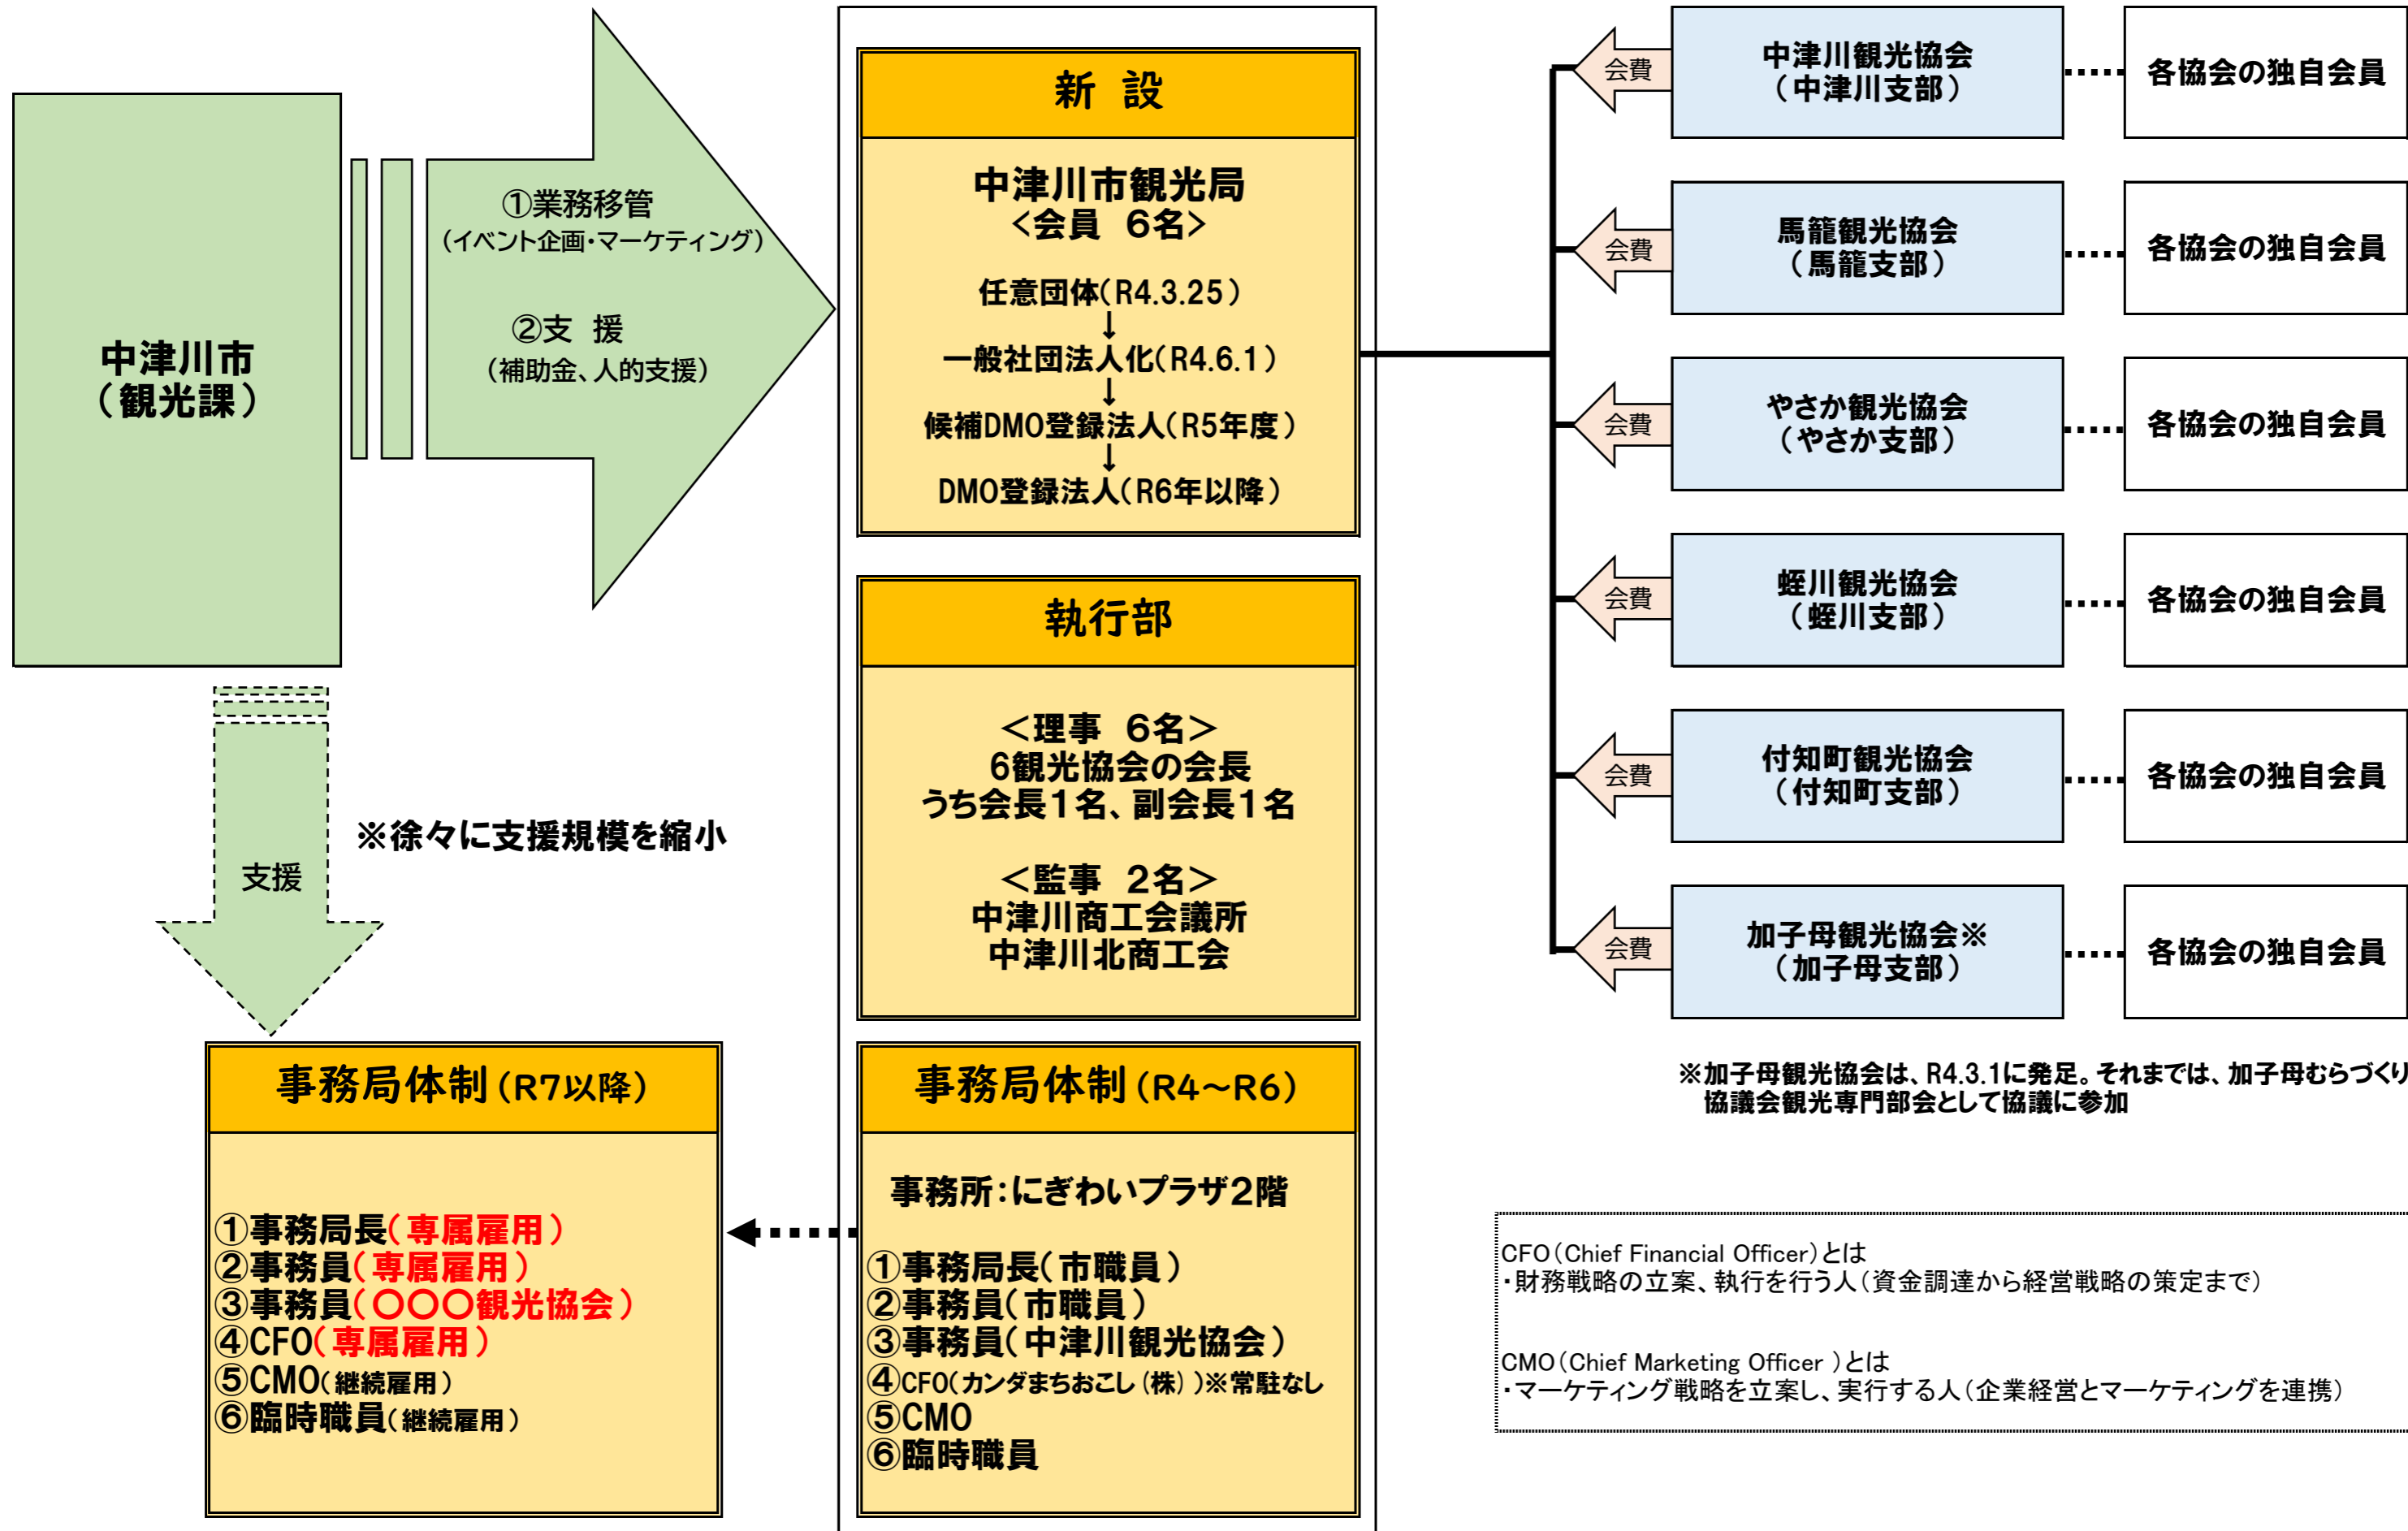 中津川市
（観光課）
①業務移管
（イベント企画・マーケティング）
②支　援
（補助金、人的支援）
支援
※徐々に支援規模を縮小
新　設
中津川市観光局
<会員　6名>
任意団体（R4.3.25）
↓
一般社団法人化（R4.6.1）
↓
候補DMO登録法人（R5年度）
↓
DMO登録法人（R6年以降）
執行部
＜理事　6名＞
6観光協会の会長
うち会長1名、副会長1名
＜監事　2名＞
中津川商工会議所
中津川北商工会
事務局体制（R4～R6）
事務所：にぎわいプラザ2階
①事務局長（市職員）
②事務員（市職員）
③事務員（中津川観光協会）
④CFO（カンダまちおこし（株））※常駐なし
⑤CMO
⑥臨時職員
事務局体制（R7以降）
①事務局長（専属雇用）
②事務員（専属雇用）
③事務員（〇〇〇観光協会）
④CFO（専属雇用）
⑤CMO（継続雇用）
⑥臨時職員（継続雇用）
会費
中津川観光協会
（中津川支部）
各協会の独自会員
会費
馬籠観光協会
（馬籠支部）
各協会の独自会員
会費
やさか観光協会
（やさか支部）
各協会の独自会員
会費
蛭川観光協会
（蛭川支部）
各協会の独自会員
会費
付知町観光協会
（付知町支部）
各協会の独自会員
会費
加子母観光協会※
（加子母支部）
各協会の独自会員
※加子母観光協会は、R4.3.1に発足。それまでは、加子母むらづくり
協議会観光専門部会として協議に参加
CFO（Chief Financial Officer）とは
・財務戦略の立案、執行を行う人（資金調達から経営戦略の策定まで）
CMO（Chief Marketing Officer ）とは
・マーケティング戦略を立案し、実行する人（企業経営とマーケティングを連携）